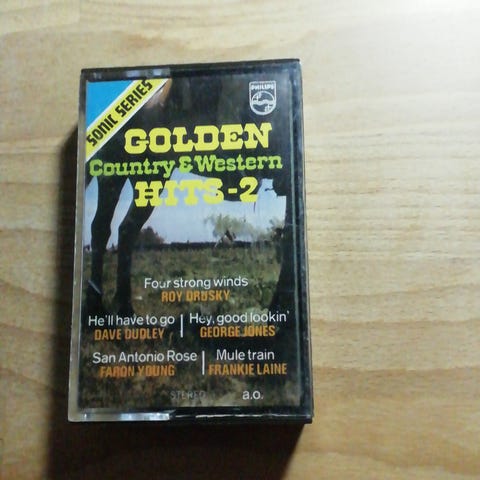 SONIC SERIES
PHILIPS
GOLDEN
Country & Western
HITS-2
Four strong winds
ROY DRUSKY
He'll have to go | Hey, good lookin'
DAVE DUDLEY | GEORGE JONES
San Antonio Rose | Mule train
FARON YOUNG | FRANKIE LAINE
STEREO a.o.